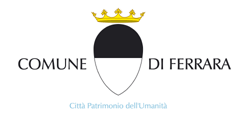 COMUNE DI FERRARA
Città Patrimonio dell'Umanità